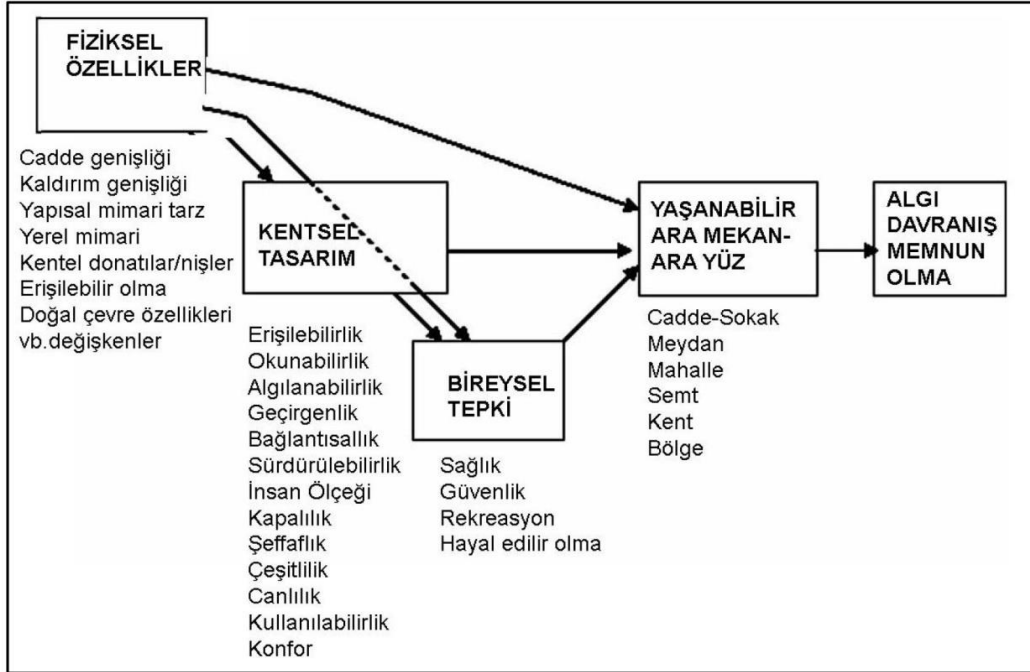 FİZİKSEL
ÖZELLİKLER
Cadde genişliği
Kaldırım genişliği
Yapısal mimari tarz
Yerel mimari
Kentel donatılar/nişler
Erişilebilir olma
Doğal çevre özellikleri
vb.değişkenler
KENTSEL
TASARIM
Erişilebilirlik
Okunabilirlik
Algılanabilirlik
Geçirgenlik
Bağlantısallık
Sürdürülebilirlik
İnsan Ölçeği
Kapalılık
Şeffaflık
Çeşitlilik
Canlılık
Kullanılabilirlik
Konfor
BİREYSEL
TEPKİ
Sağlık
Güvenlik
Rekreasyon
Hayal edilir olma
YAŞANABİLİR
ARA MEKAN-
ARA YÜZ
Cadde-Sokak
Meydan
Mahalle
Semt
Kent
Bölge
ALGI
DAVRANIŞ
MEMNUN
OLMA